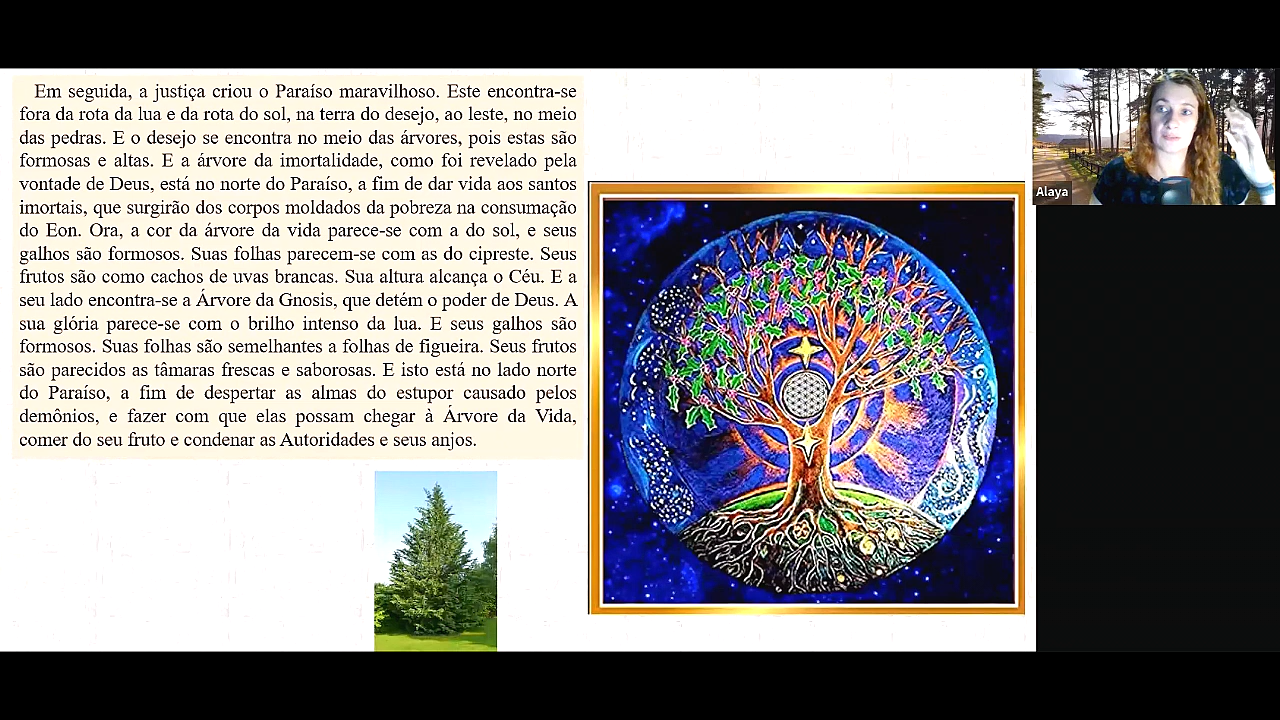 Em seguida, a justiça criou o Paraíso maravilhoso. Este encontra-se
fora da rota da lua e da rota do sol, na terra do desejo, ao leste, no meio
das pedras. E o desejo se encontra no meio das árvores, pois estas são
formosas e altas. E a árvore da imortalidade, como foi revelado pela
vontade de Deus, está no norte do Paraíso, a fim de dar vida aos santos
imortais, que surgirão dos corpos moldados da pobreza na consumação
do Eon. Ora, a cor da árvore da vida parece-se com a do sol, e seus
galhos são formosos. Suas folhas parecem-se com as do cipreste. Seus
frutos são como cachos de uvas brancas. Sua altura alcança o Céu. E a
seu lado encontra-se a Árvore da Gnosis, que detém o poder de Deus. A
sua glória parece-se com o brilho intenso da lua. E seus galhos são
formosos. Suas folhas são semelhantes a folhas de figueira. Seus frutos
são parecidos as tâmaras frescas e saborosas. E isto está no lado norte
do Paraíso, a fim de despertar as almas do estupor causado pelos
demônios, e fazer com que elas possam chegar à Árvore da Vida,
comer do seu fruto e condenar as Autoridades e seus anjos.
Alaya